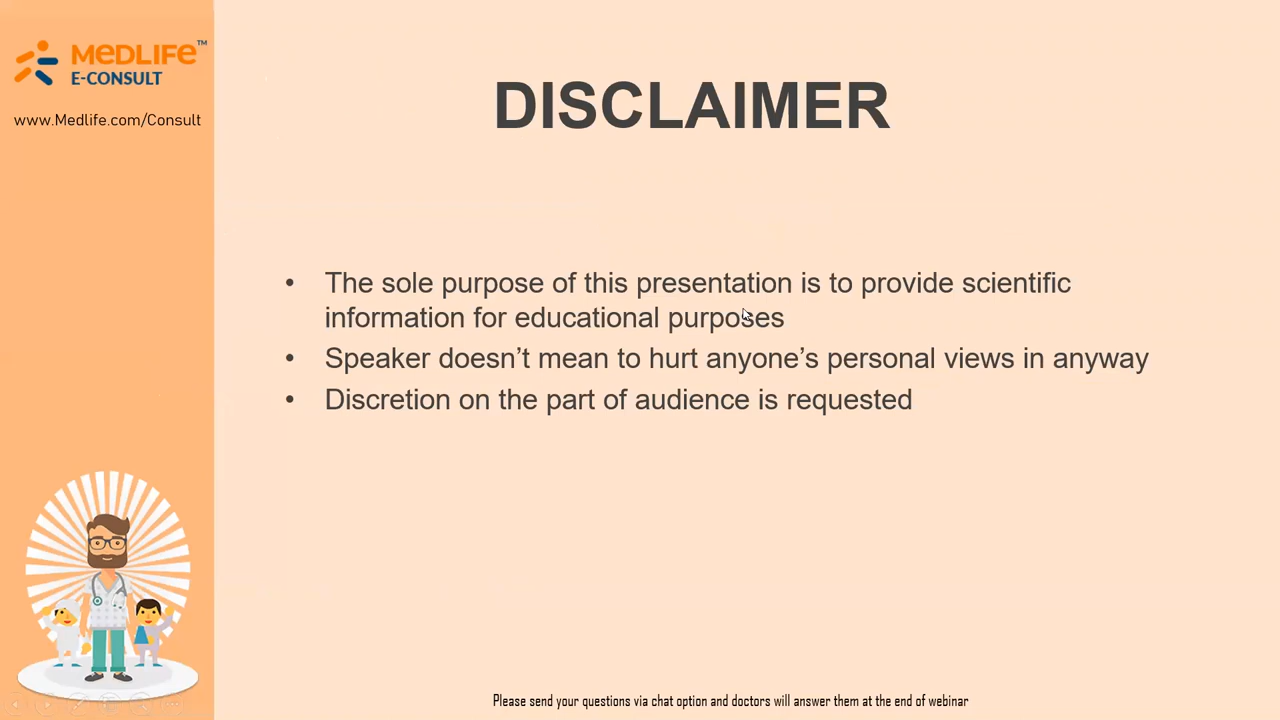 MEDLIFE™
E-CONSULT
www.Medlife.com/Consult
DISCLAIMER
• The sole purpose of this presentation is to provide scientific
information for educational purposes
• Speaker doesn’t mean to hurt anyone’s personal views in anyway
• Discretion on the part of audience is requested
Please send your questions via chat option and doctors will answer them at the end of webinar